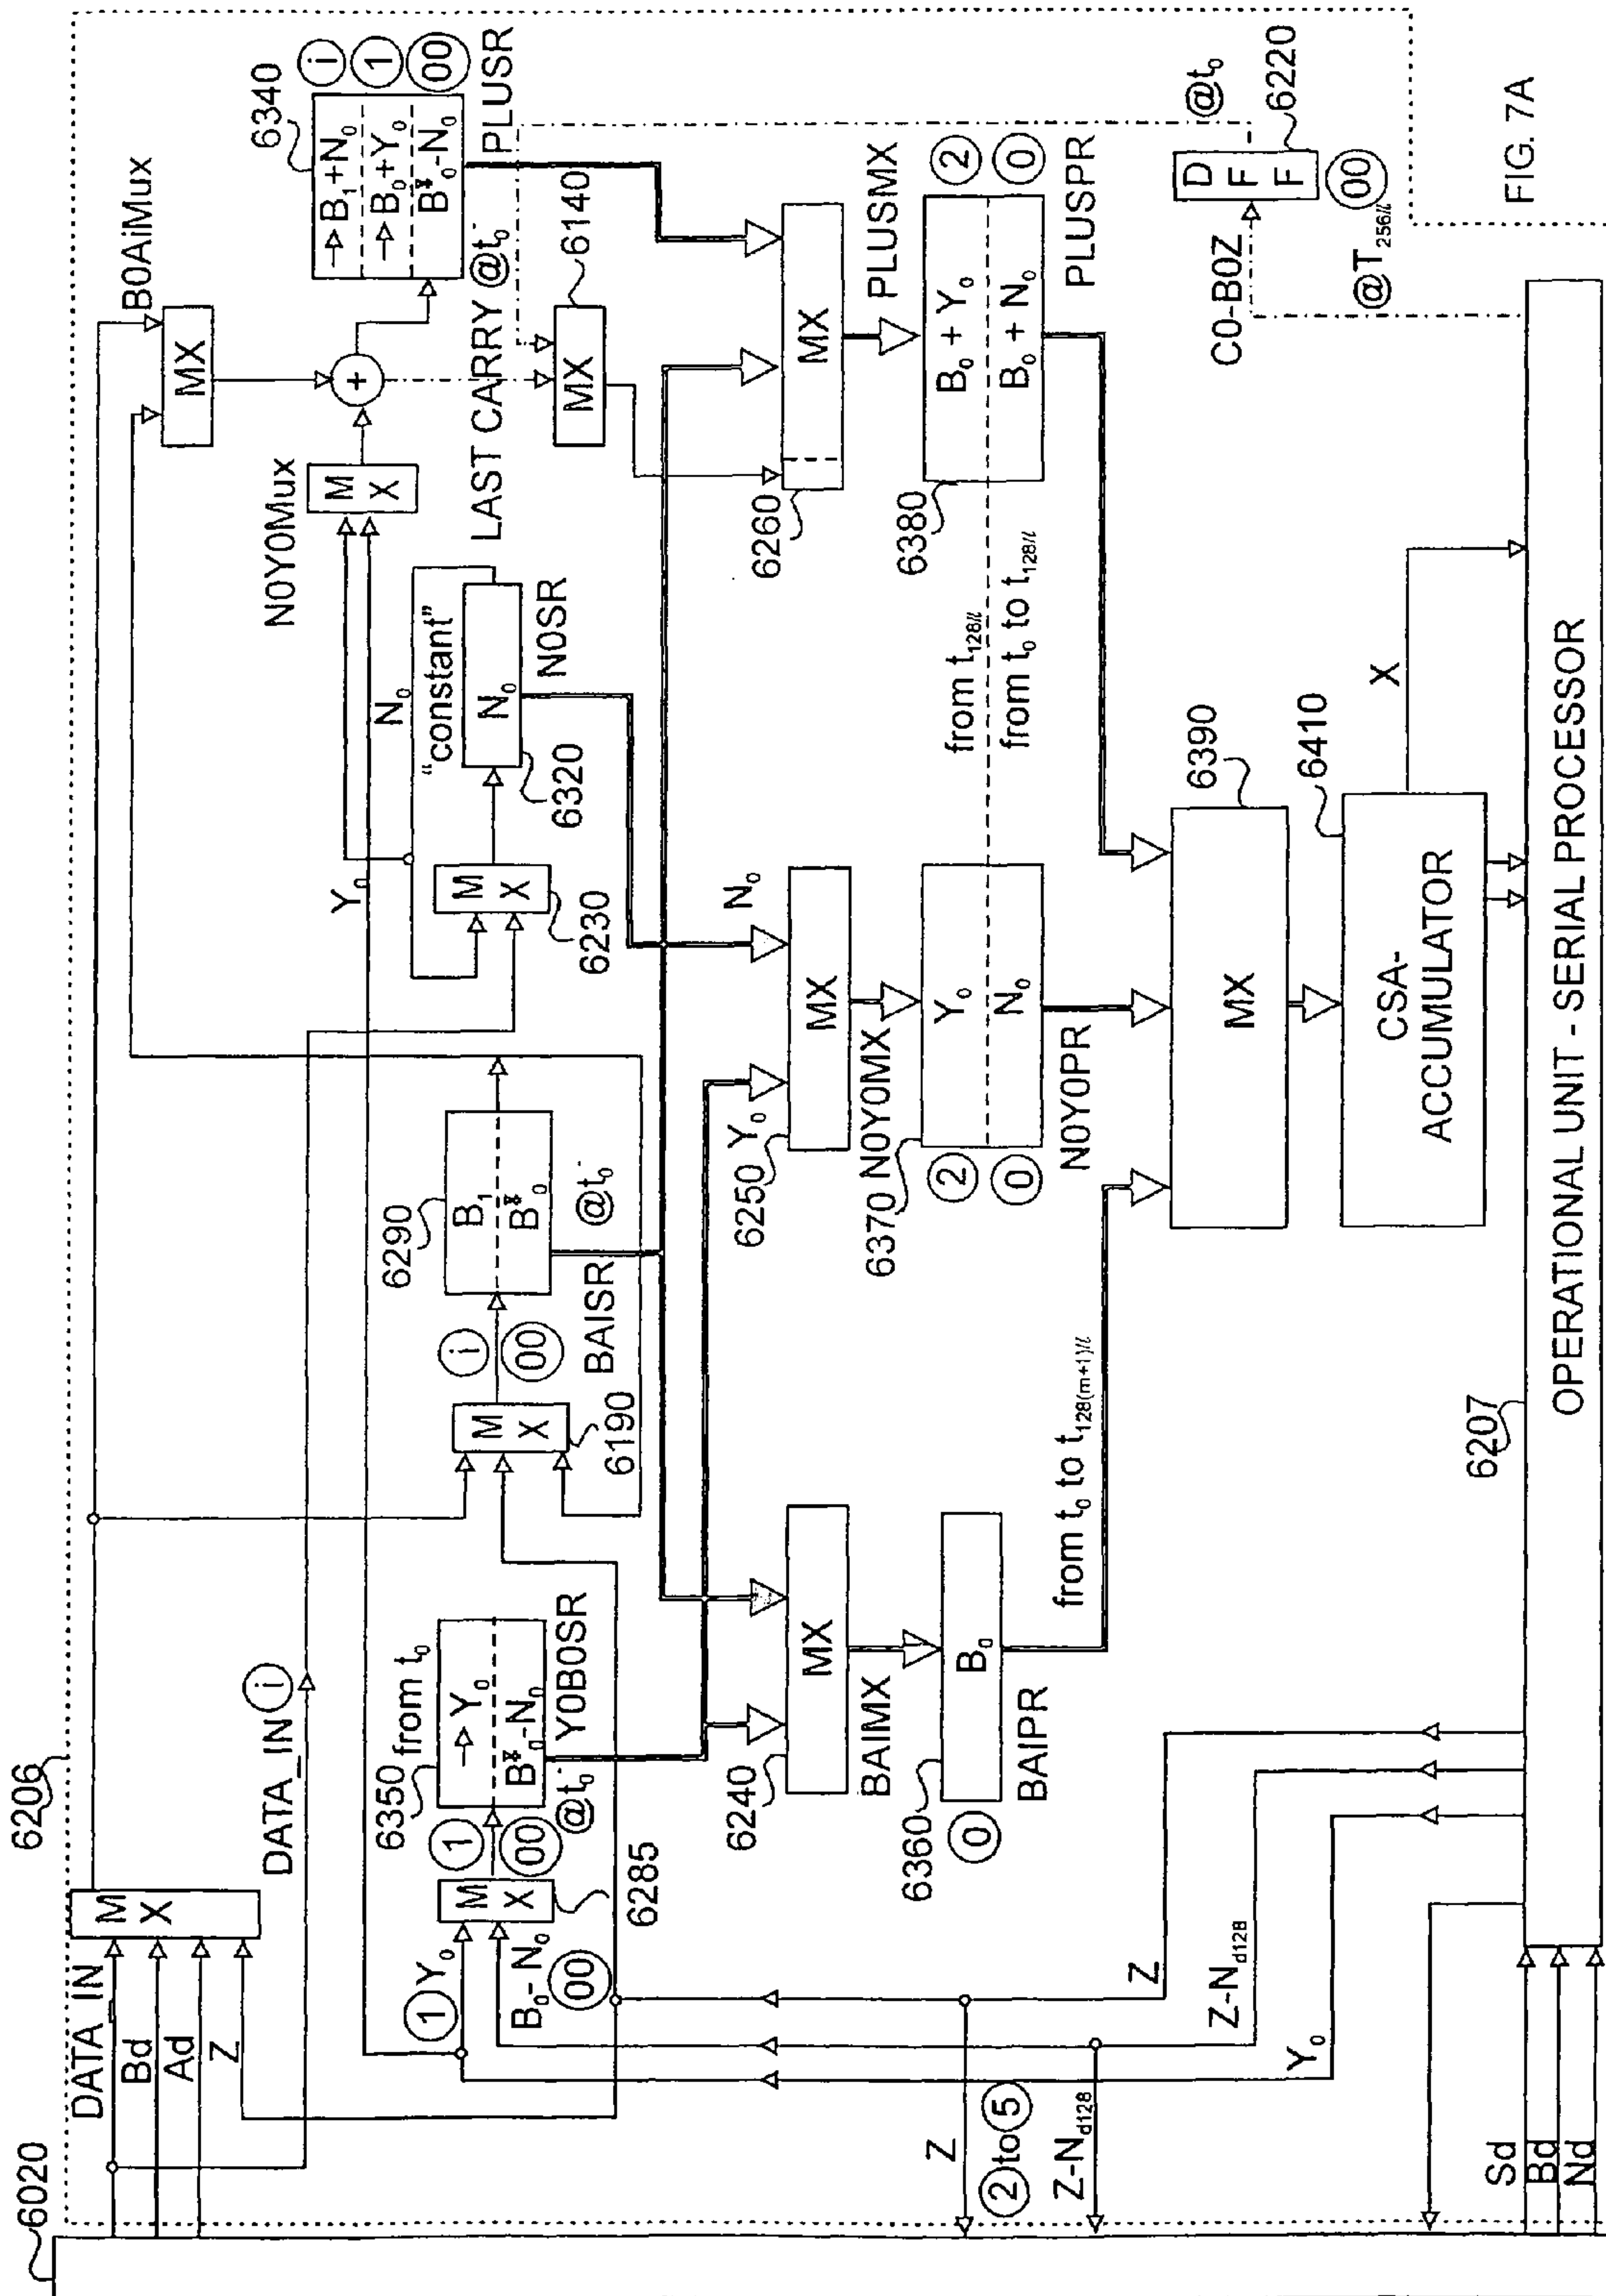 6020
6206
DATA_IN
Bd
Ad
Z
M
X
DATA_IN i
B0AiMux
MX
6340
→ B₁+N₀
→ B₀+Y₀
B*₀-N₀
i
1
00
PLUSR
N0Y0Mux
M
X
+
LAST CARRY @t₀-
MX
6140
Y₀
N₀
"constant"
N₀
N0SR
6320
M
X
6230
6290
B₁
B*₀
@t₀-
BAISR
i
00
M
X
6190
6350
from t₀
→ Y₀
B*₀-N₀
Y0B0SR
@t₀-
1
00
M
X
6285
1 Y₀
B₀-N₀
00
6240
MX
BAIMX
6360
0
B₀
BAIPR
from t₀ to t₁₂₈₍ₘ₊₁₎/ₗ
Y₀
N₀
6250
MX
N0Y0MX
6370
2
0
Y₀
N₀
N0Y0PR
6260
MX
PLUSMX
6380
B₀ + Y₀
B₀ + N₀
2
0
PLUSPR
from t₁₂₈/ₗ
from t₀ to t₁₂₈/ₗ
@t₀-
D
F
F
6220
00
C0-B0Z
@T₂₅₆/ₗ
6390
MX
6410
CSA-
ACCUMULATOR
X
Z
2 to 5
Z-N d128
Z
Z-N d128
Y₀
Sd
Bd
Nd
6207
OPERATIONAL UNIT - SERIAL PROCESSOR
FIG. 7A